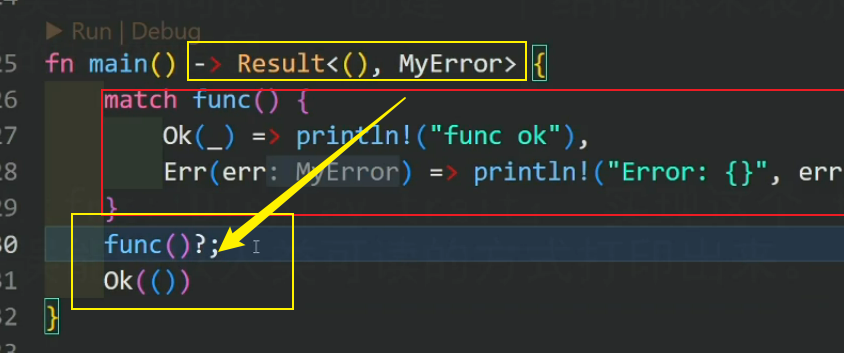 Run | Debug
25 fn main() -> Result<(), MyError> {
26 match func() {
27 Ok(_) => println!("func ok"),
28 Err(err: MyError) => println!("Error: {}", err
29 }
30 func()?;
31 Ok(())
32 }